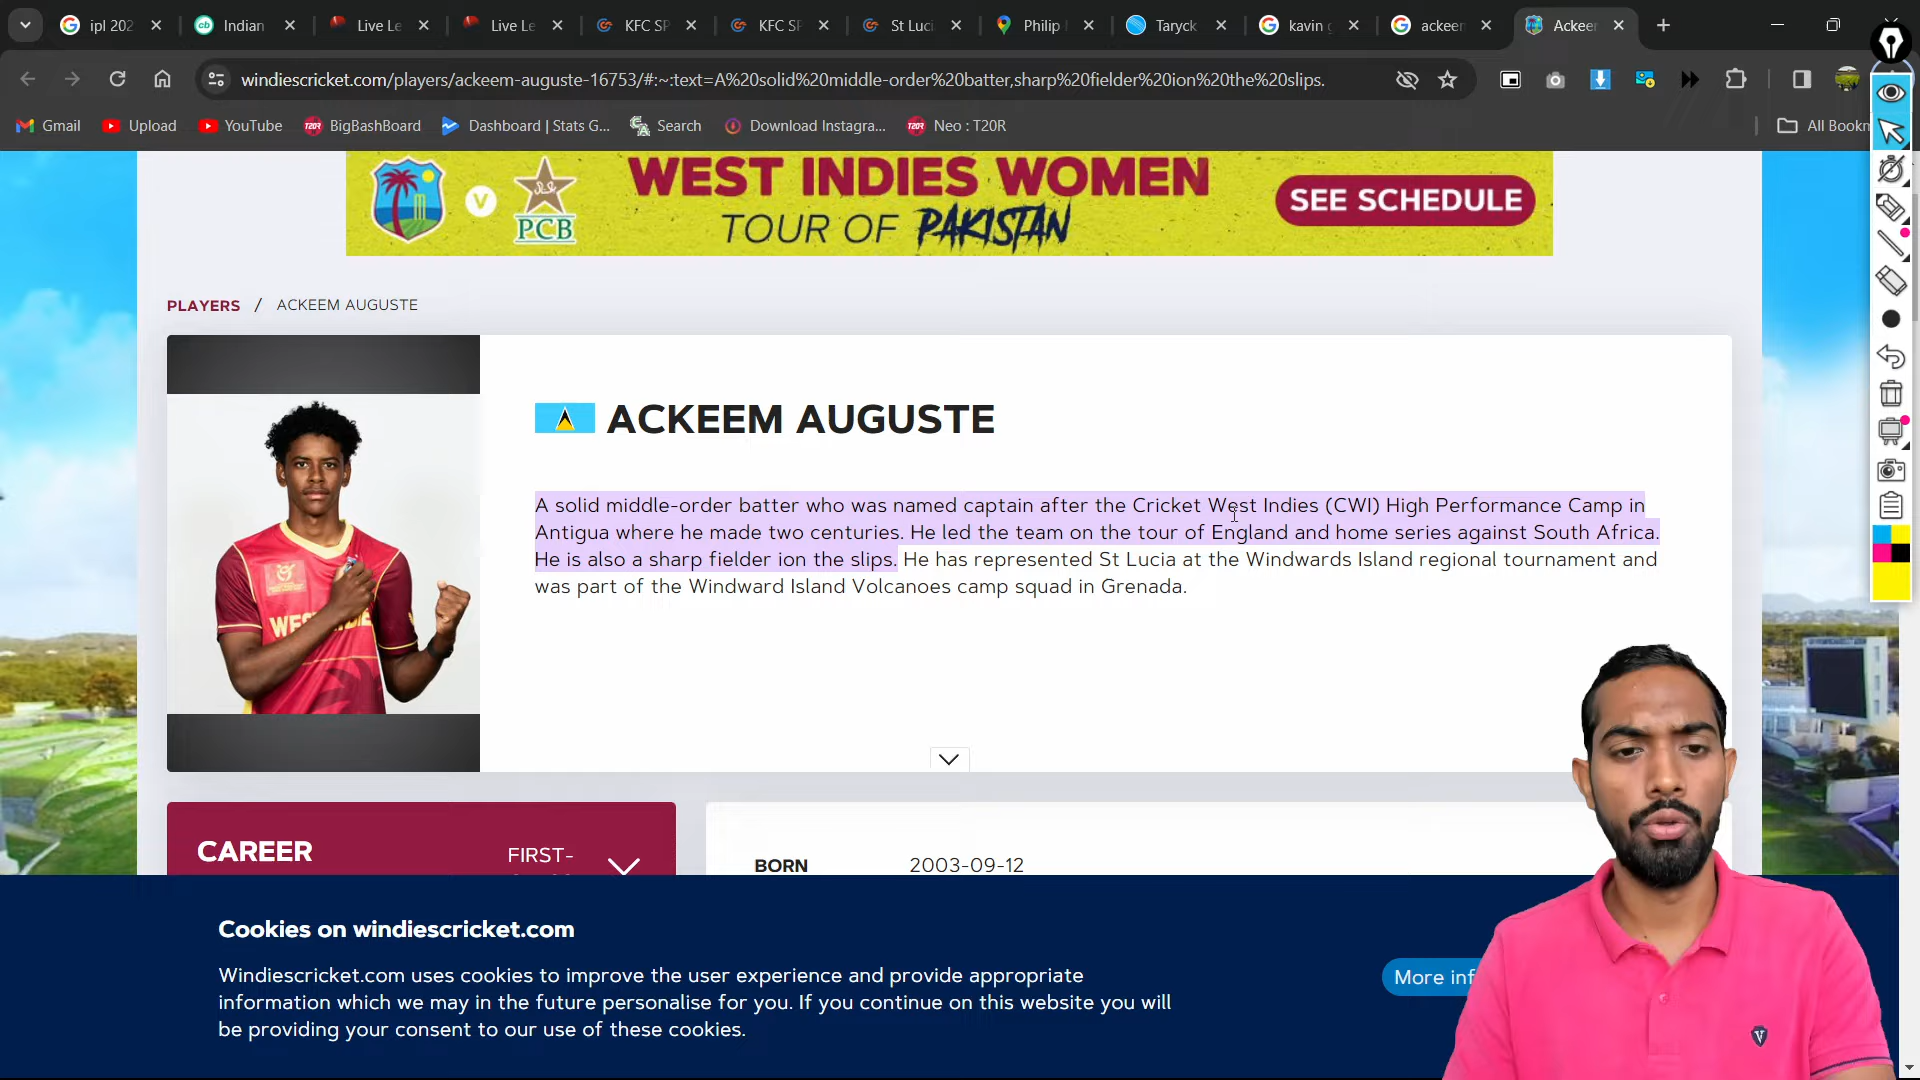 ipl 202
Indian
Live Le
Live Le
KFC SP
KFC SP
St Luci
Philip
Taryck
kavin g
ackeem
Ackeer
windiescricket.com/players/ackeem-auguste-16753/#:~:text=A%20solid%20middle-order%20batter,sharp%20fielder%20ion%20the%20slips.
Gmail
Upload
YouTube
BigBashBoard
Dashboard | Stats G...
Search
Download Instagra...
Neo : T20R
All Bookn
WEST INDIES WOMEN
TOUR OF PAKISTAN
V
PCB
SEE SCHEDULE
PLAYERS / ACKEEM AUGUSTE
ACKEEM AUGUSTE
A solid middle-order batter who was named captain after the Cricket West Indies (CWI) High Performance Camp in
Antigua where he made two centuries. He led the team on the tour of England and home series against South Africa.
He is also a sharp fielder ion the slips. He has represented St Lucia at the Windwards Island regional tournament and
was part of the Windward Island Volcanoes camp squad in Grenada.
CAREER
FIRST-
BORN 2003-09-12
Cookies on windiescricket.com
Windiescricket.com uses cookies to improve the user experience and provide appropriate
information which we may in the future personalise for you. If you continue on this website you will
be providing your consent to our use of these cookies.
More inf